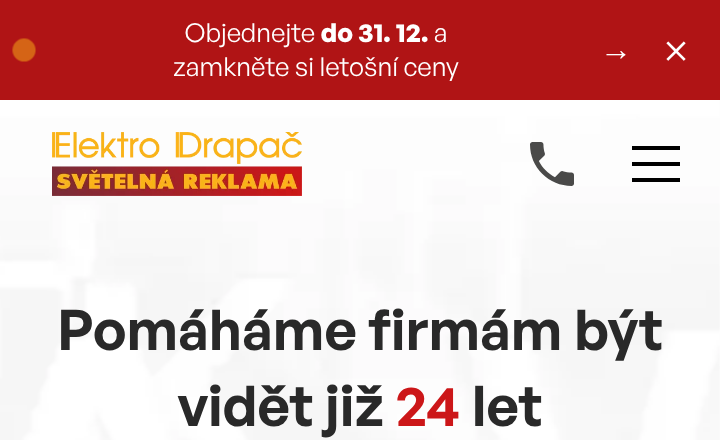 Objednejte do 31. 12. a
zamkněte si letošní ceny
→
Elektro Drapač
SVĚTELNÁ REKLAMA
Pomáháme firmám být
vidět již 24 let